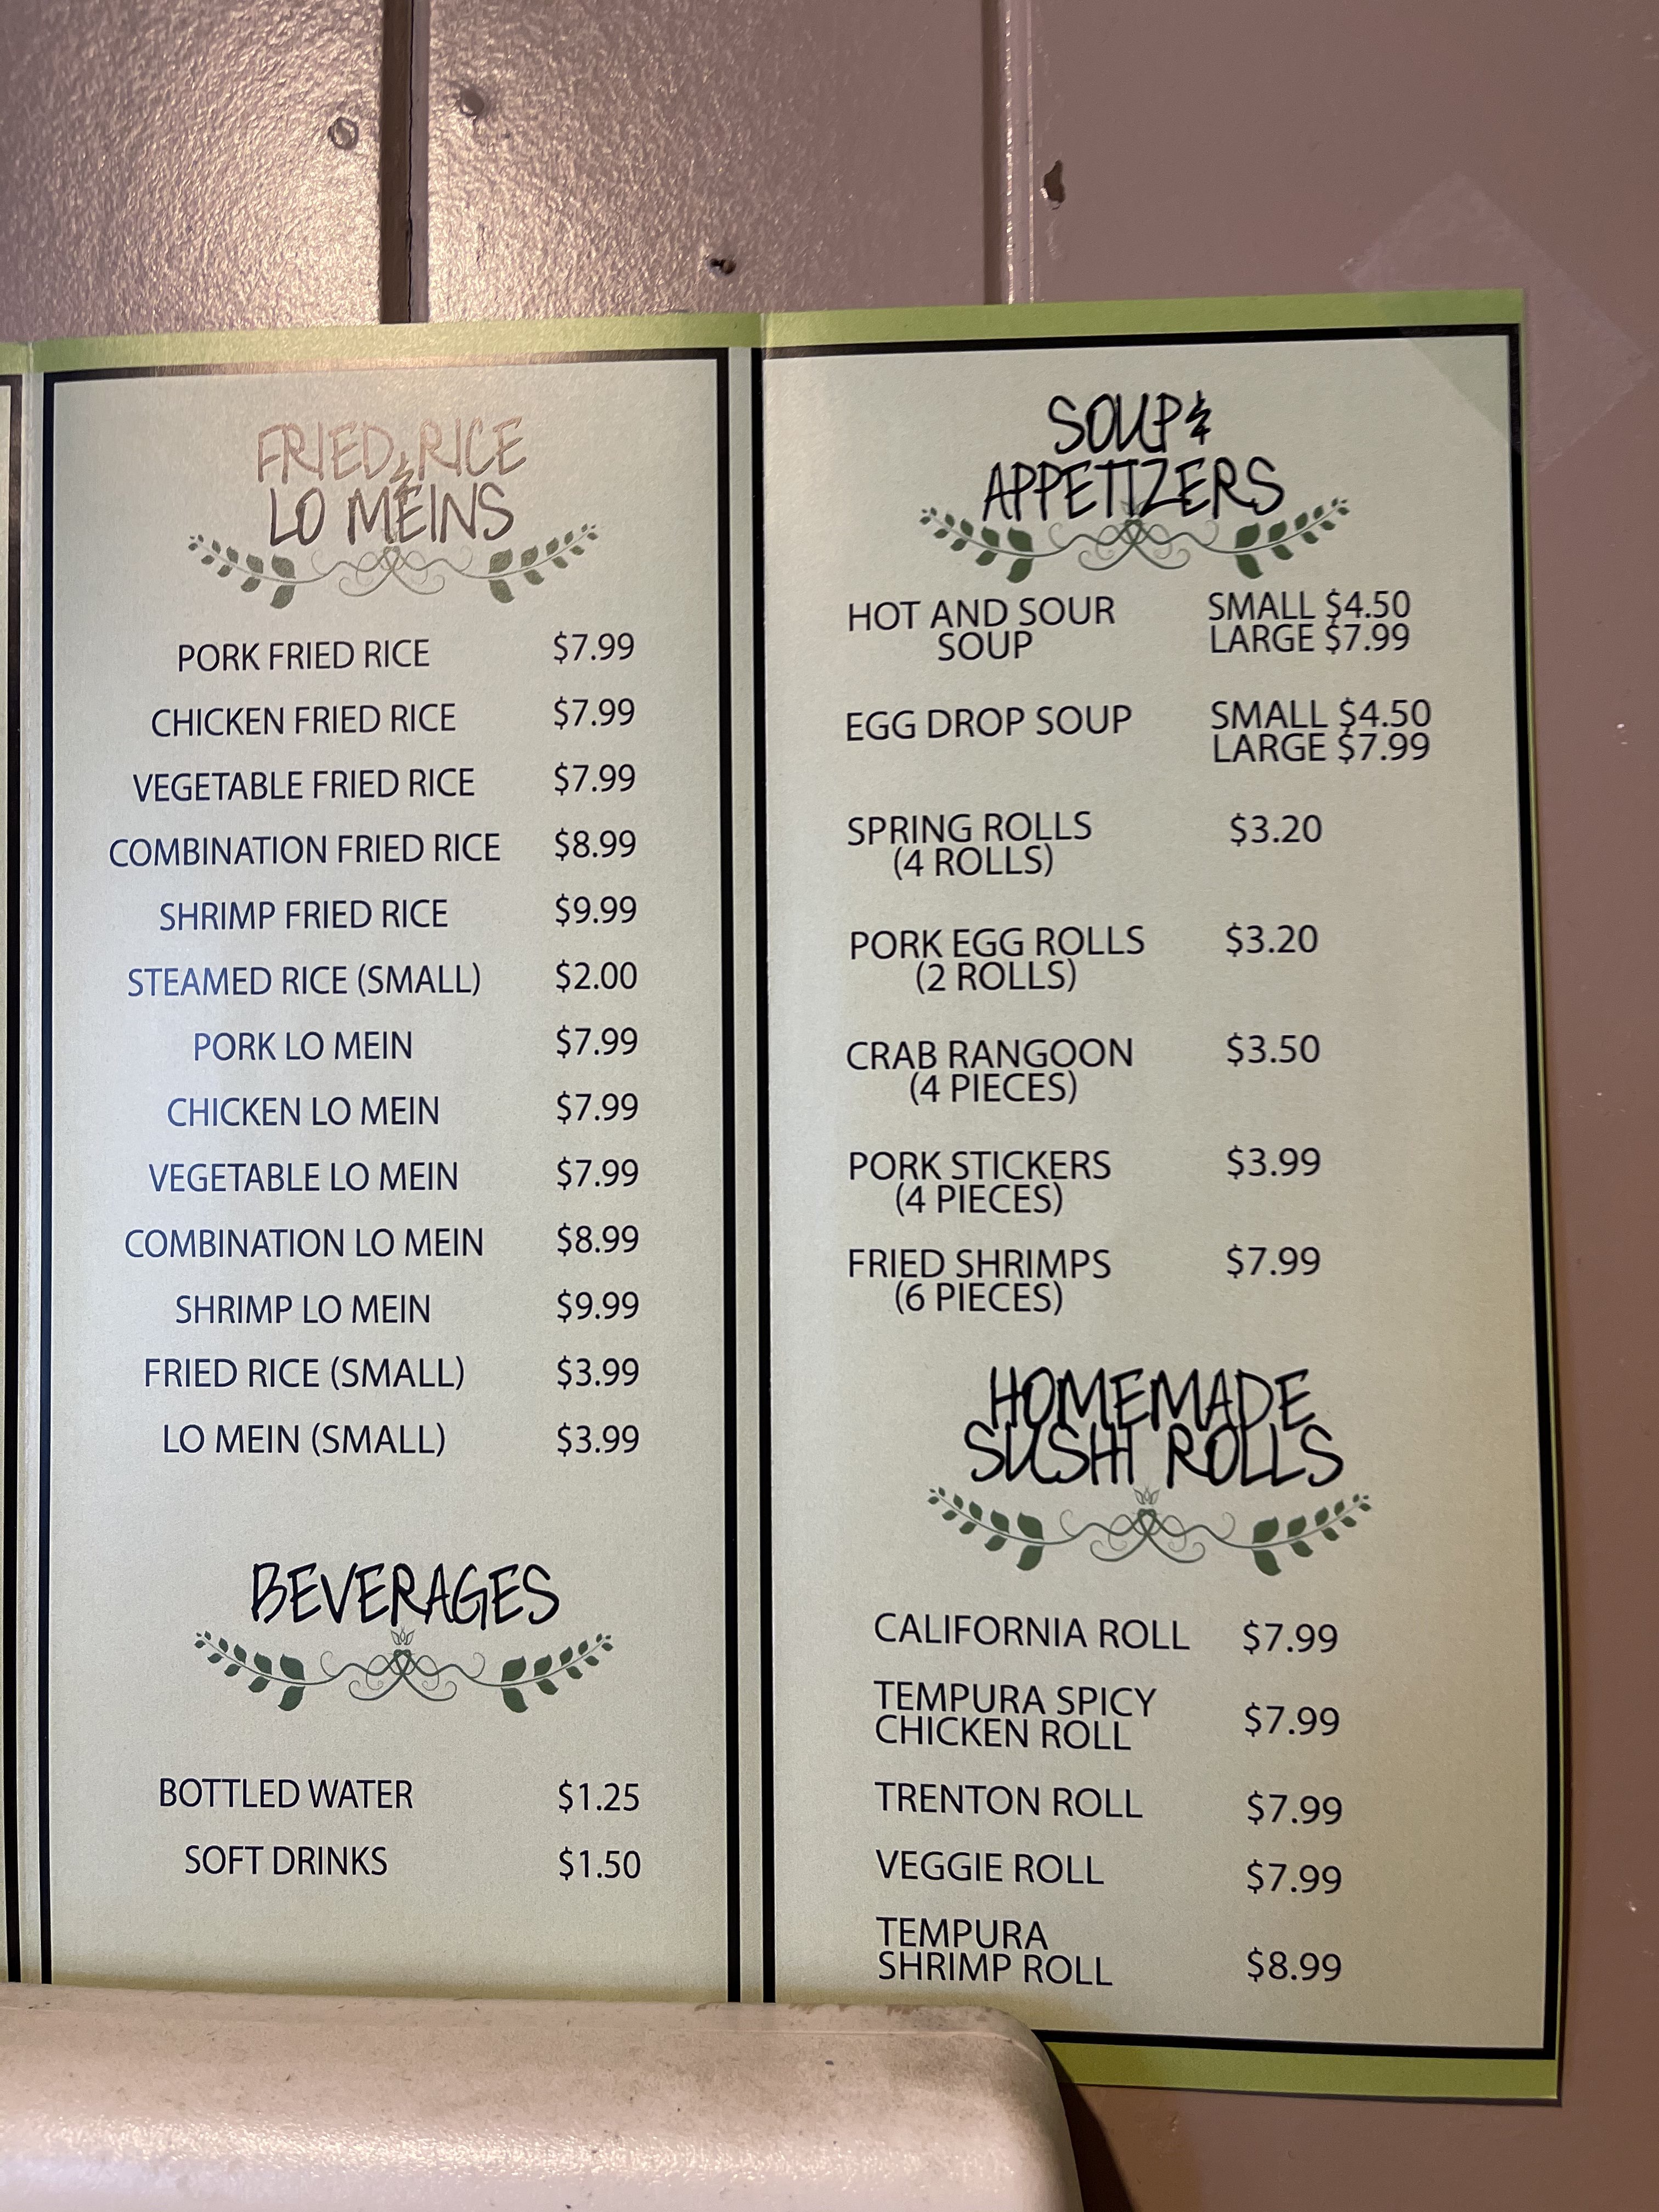 FRIED & RICE
LO MEINS
PORK FRIED RICE $7.99
CHICKEN FRIED RICE $7.99
VEGETABLE FRIED RICE $7.99
COMBINATION FRIED RICE $8.99
SHRIMP FRIED RICE $9.99
STEAMED RICE (SMALL) $2.00
PORK LO MEIN $7.99
CHICKEN LO MEIN $7.99
VEGETABLE LO MEIN $7.99
COMBINATION LO MEIN $8.99
SHRIMP LO MEIN $9.99
FRIED RICE (SMALL) $3.99
LO MEIN (SMALL) $3.99
BEVERAGES
BOTTLED WATER $1.25
SOFT DRINKS $1.50
SOUP &
APPETIZERS
HOT AND SOUR SMALL $4.50
SOUP LARGE $7.99
EGG DROP SOUP SMALL $4.50
LARGE $7.99
SPRING ROLLS $3.20
(4 ROLLS)
PORK EGG ROLLS $3.20
(2 ROLLS)
CRAB RANGOON $3.50
(4 PIECES)
PORK STICKERS $3.99
(4 PIECES)
FRIED SHRIMPS $7.99
(6 PIECES)
HOMEMADE
SUSHI ROLLS
CALIFORNIA ROLL $7.99
TEMPURA SPICY
CHICKEN ROLL $7.99
TRENTON ROLL $7.99
VEGGIE ROLL $7.99
TEMPURA
SHRIMP ROLL $8.99